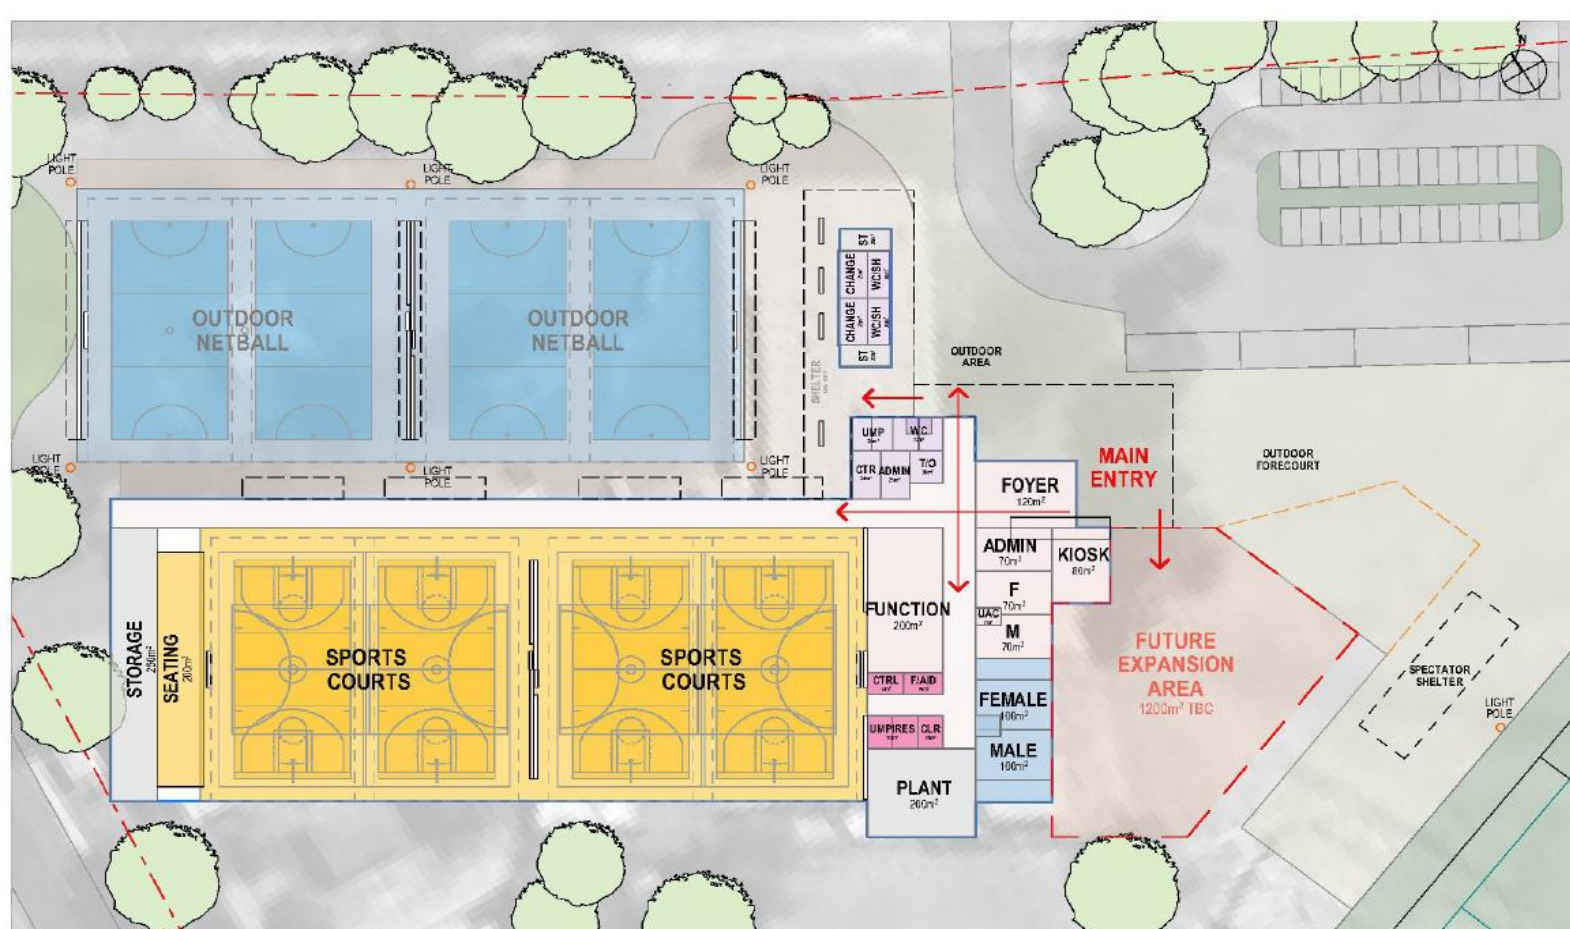 N
LIGHT
POLE
LIGHT
POLE
LIGHT
POLE
OUTDOOR
NETBALL
OUTDOOR
NETBALL
ST
CHANGE
WC/SH
CHANGE
WC/SH
ST
SHELTER
OUTDOOR
AREA
LIGHT
POLE
LIGHT
POLE
LIGHT
POLE
UMP
WC
CTR
ADMIN
T/O
MAIN
ENTRY
OUTDOOR
FORECOURT
FOYER
120m²
ADMIN
70m²
KIOSK
80m²
F
70m²
UAC
M
70m²
FUNCTION
200m²
STORAGE
250m²
SEATING
200m²
SPORTS
COURTS
SPORTS
COURTS
CTRL
F/AID
UMPIRES
CLR
FEMALE
100m²
MALE
100m²
PLANT
200m²
FUTURE
EXPANSION
AREA
1200m² TBC
SPECTATOR
SHELTER
LIGHT
POLE